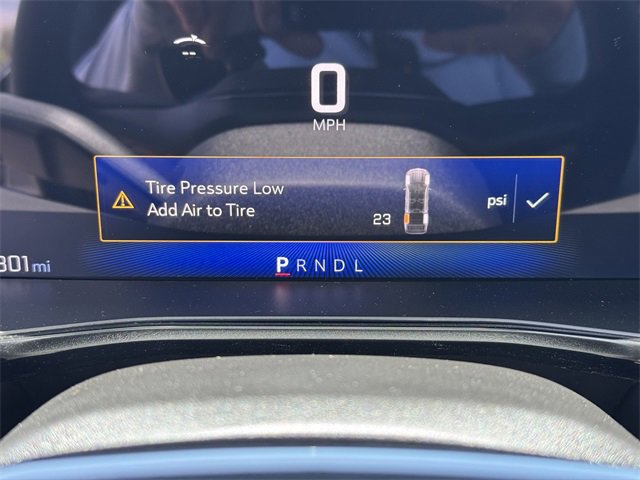 0
MPH
Tire Pressure Low
Add Air to Tire
23
psi
301 mi
P R N D L